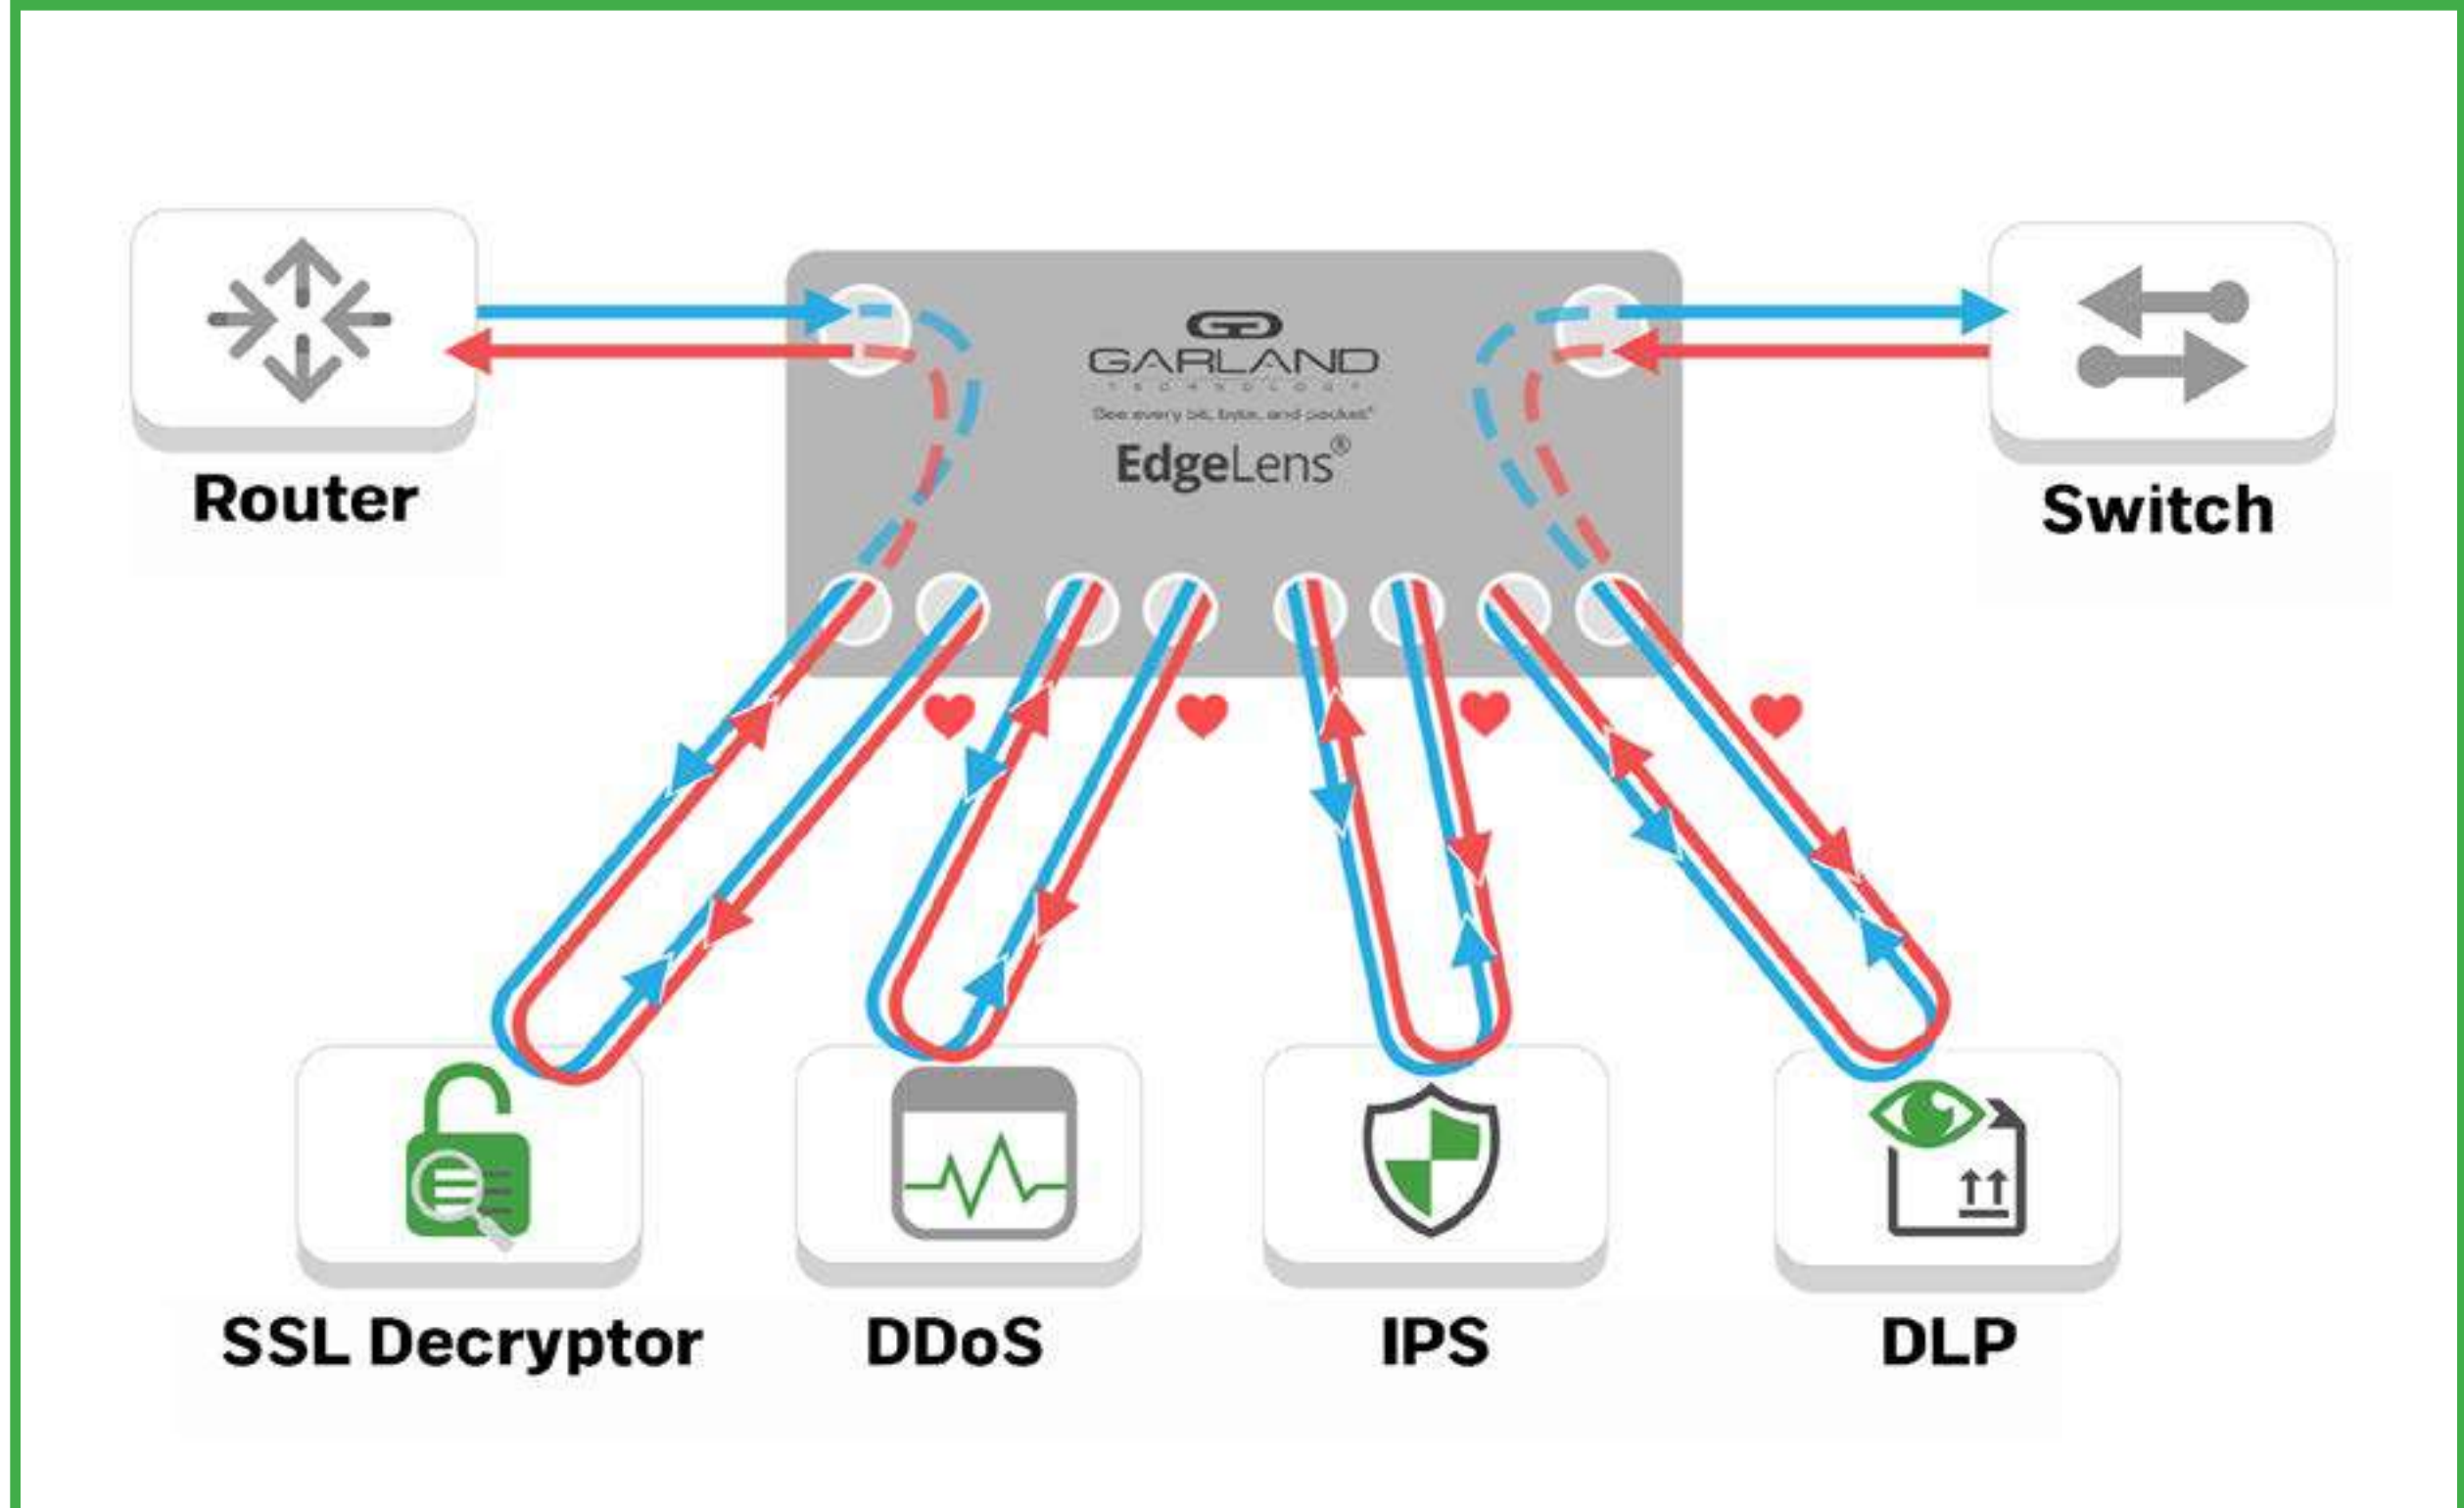 GARLAND
TECHNOLOGY
See every bit, byte, and packet®
EdgeLens®
Router
Switch
SSL Decryptor
DDoS
IPS
DLP